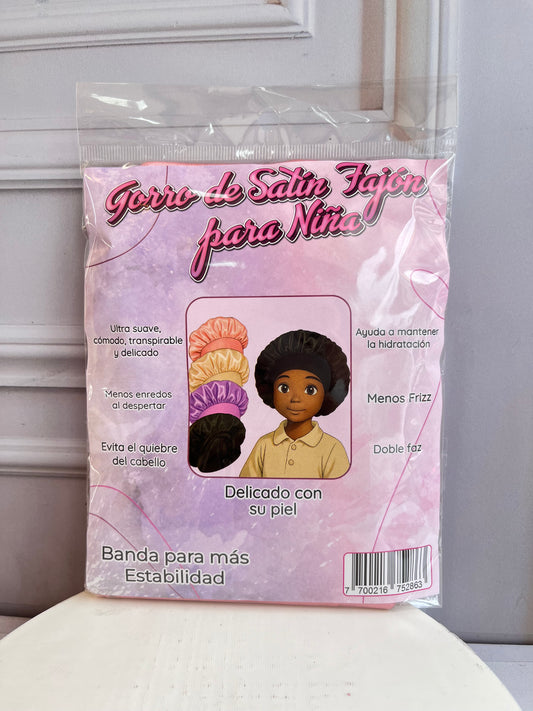 Gorro de Satín Fajón
para Niña
Ultra suave,
cómodo, transpirable
y delicado
Menos enredos
al despertar
Evita el quiebre
del cabello
Ayuda a mantener
la hidratación
Menos Frizz
Doble faz
Delicado con
su piel
Banda para más
Estabilidad
7 700216 752863